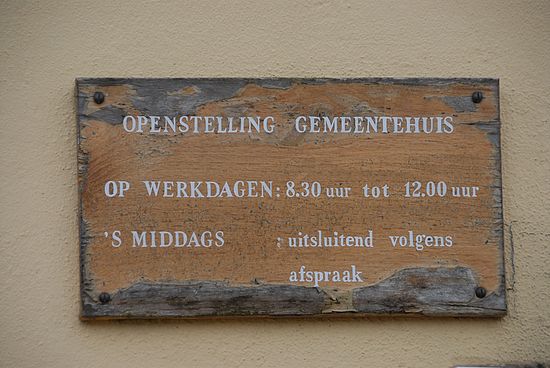 OPENSTELLING GEMEENTEHUIS
OP WERKDAGEN: 8.30 uur tot 12.00 uur
'S MIDDAGS : uitsluitend volgens
afspraak